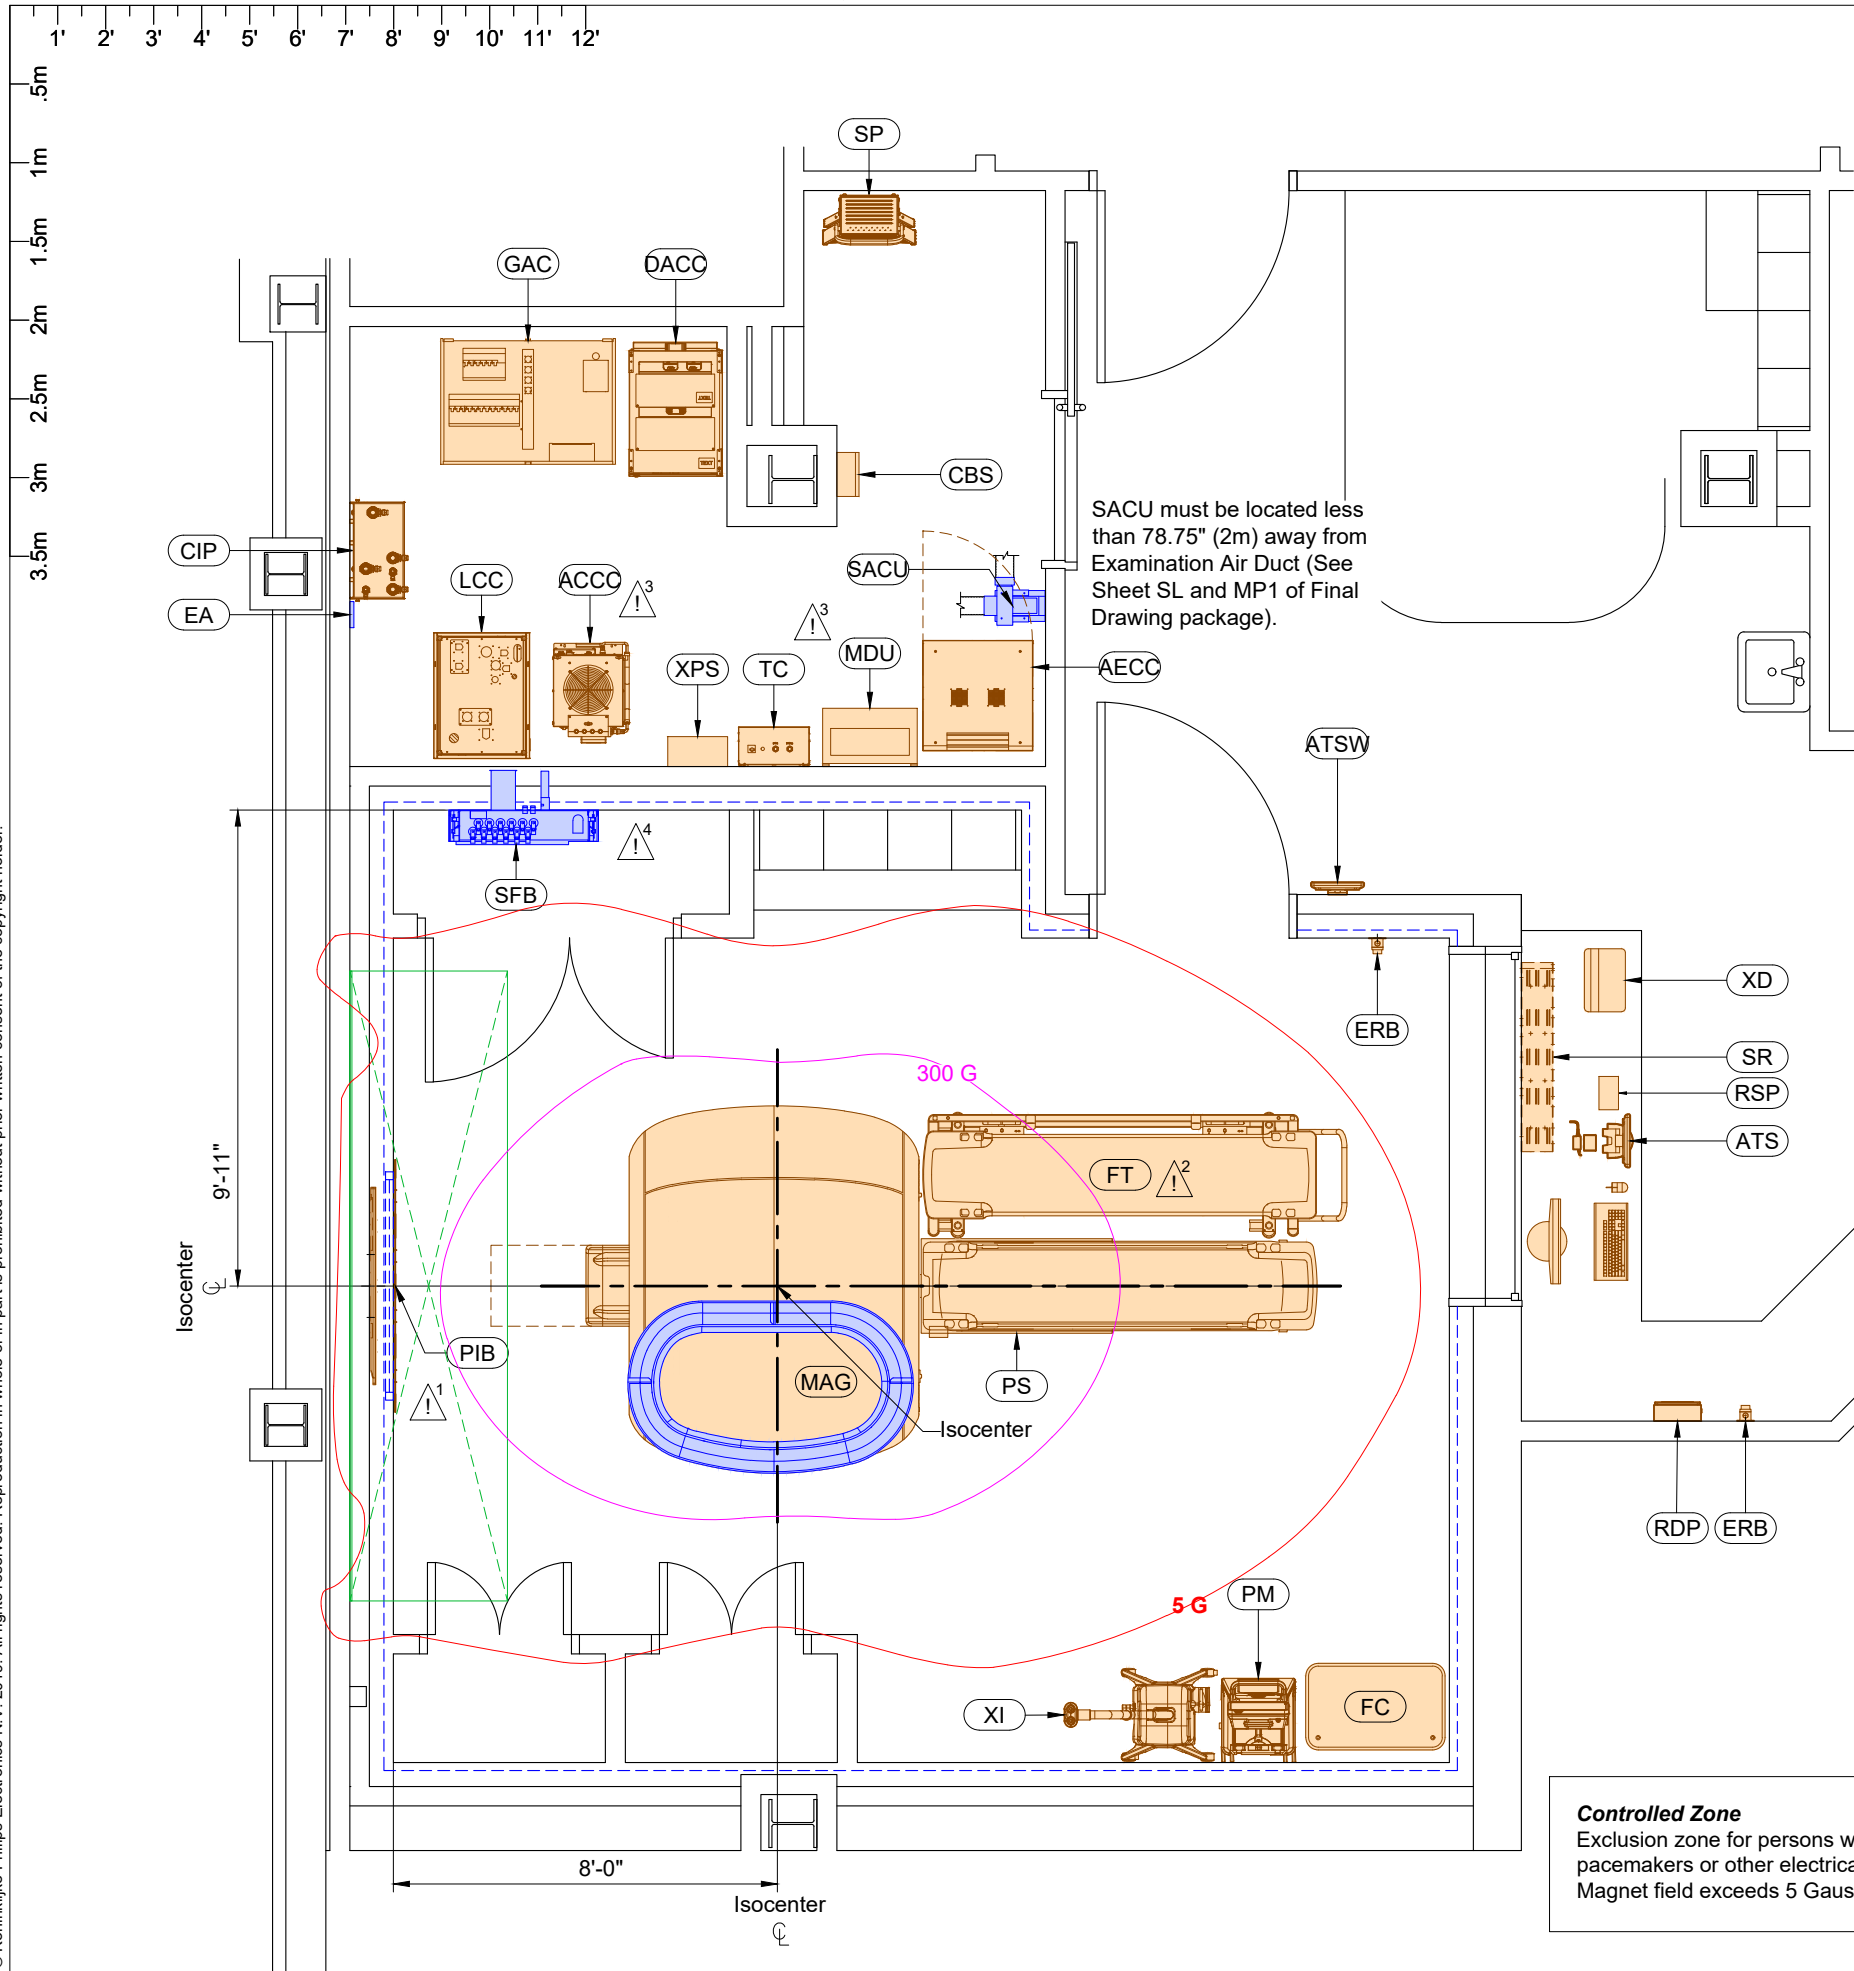 1' 2' 3' 4' 5' 6' 7' 8' 9' 10' 11' 12'
.5m
1m
1.5m
2m
2.5m
3m
3.5m
SP
GAC
DACC
CBS
SACU must be located less
than 78.75" (2m) away from
Examination Air Duct (See
Sheet SL and MP1 of Final
Drawing package).
CIP
EA
LCC
ACCC
3
!
SACU
3
!
XPS
TC
MDU
AECC
ATSW
4
!
SFB
ERB
XD
SR
RSP
ATS
300 G
FT
2
!
9'-11"
Isocenter
PIB
1
!
MAG
PS
Isocenter
RDP
ERB
5 G
PM
XI
FC
8'-0"
Isocenter
Controlled Zone
Exclusion zone for persons w
pacemakers or other electrica
Magnet field exceeds 5 Gaus
TEXT
TEXT